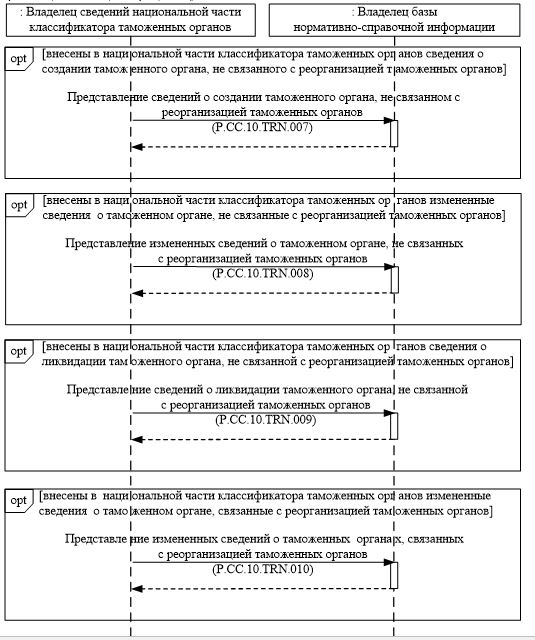 : Владелец сведений национальной части
классификатора таможенных органов
: Владелец базы
нормативно-справочной информации
opt
[внесены в национальной части классификатора таможенных органов сведения о
создании таможенного органа, не связанного с реорганизацией таможенных органов]
Представление сведений о создании таможенного органа, не связанном с
реорганизацией таможенных органов
(P.CC.10.TRN.007)
opt
[внесены в национальной части классификатора таможенных органов измененные
сведения о таможенном органе, не связанные с реорганизацией таможенных органов]
Представление измененных сведений о таможенном органе, не связанных
с реорганизацией таможенных органов
(P.CC.10.TRN.008)
opt
[внесены в национальной части классификатора таможенных органов сведения о
ликвидации таможенного органа, не связанной с реорганизацией таможенных органов]
Представление сведений о ликвидации таможенного органа, не связанной
с реорганизацией таможенных органов
(P.CC.10.TRN.009)
opt
[внесены в национальной части классификатора таможенных органов измененные
сведения о таможенном органе, связанные с реорганизацией таможенных органов]
Представление измененных сведений о таможенных органах, связанных
с реорганизацией таможенных органов
(P.CC.10.TRN.010)